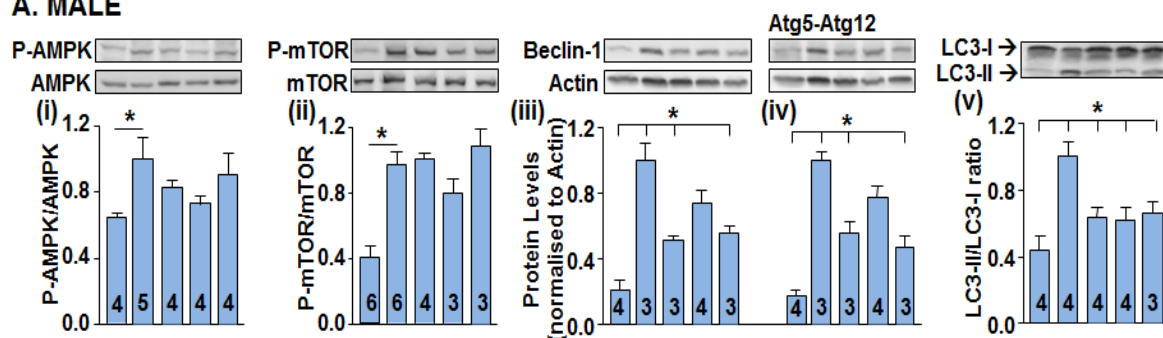 A. MALE
P-AMPK
AMPK
P-mTOR
mTOR
Beclin-1
Actin
Atg5-Atg12
LC3-I →
LC3-II →
(i)
P-AMPK/AMPK
1.2
0.8
0.4
0.0
*
4 5 4 4 4
(ii)
P-mTOR/mTOR
1.2
0.8
0.4
0.0
*
6 6 4 3 3
(iii)
Protein Levels
(normalised to Actin)
1.2
0.8
0.4
0.0
*
4 3 3 4 3
(iv)
*
4 3 3 4 3
(v)
LC3-II/LC3-I ratio
1.2
0.8
0.4
0.0
*
4 4 4 4 3